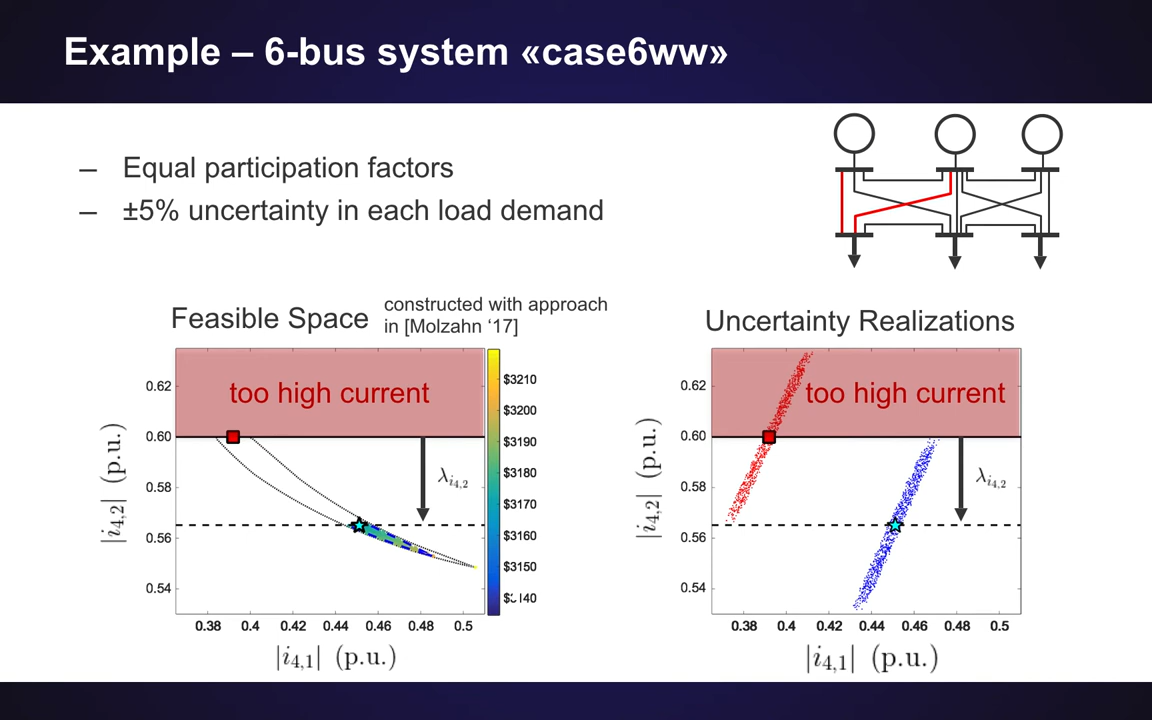 Example – 6-bus system «case6ww»
– Equal participation factors
– ±5% uncertainty in each load demand
Feasible Space
constructed with approach
in [Molzahn ‘17]
too high current
0.62
0.60
0.58
0.56
0.54
|i4,2| (p.u.)
λi4,2
0.38 0.4 0.42 0.44 0.46 0.48 0.5
|i4,1| (p.u.)
$3210
$3200
$3190
$3180
$3170
$3160
$3150
Uncertainty Realizations
too high current
0.62
0.60
0.58
0.56
0.54
|i4,2| (p.u.)
λi4,2
0.38 0.4 0.42 0.44 0.46 0.48 0.5
|i4,1| (p.u.)